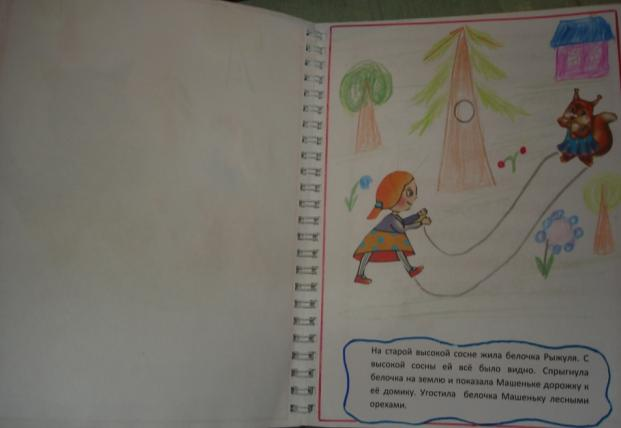 На старой высокой сосне жила белочка Рыжуля. С
высокой сосны ей всё было видно. Спрыгнула
белочка на землю и показала Машеньке дорожку к
её домику. Угостила белочка Машеньку лесными
орехами.